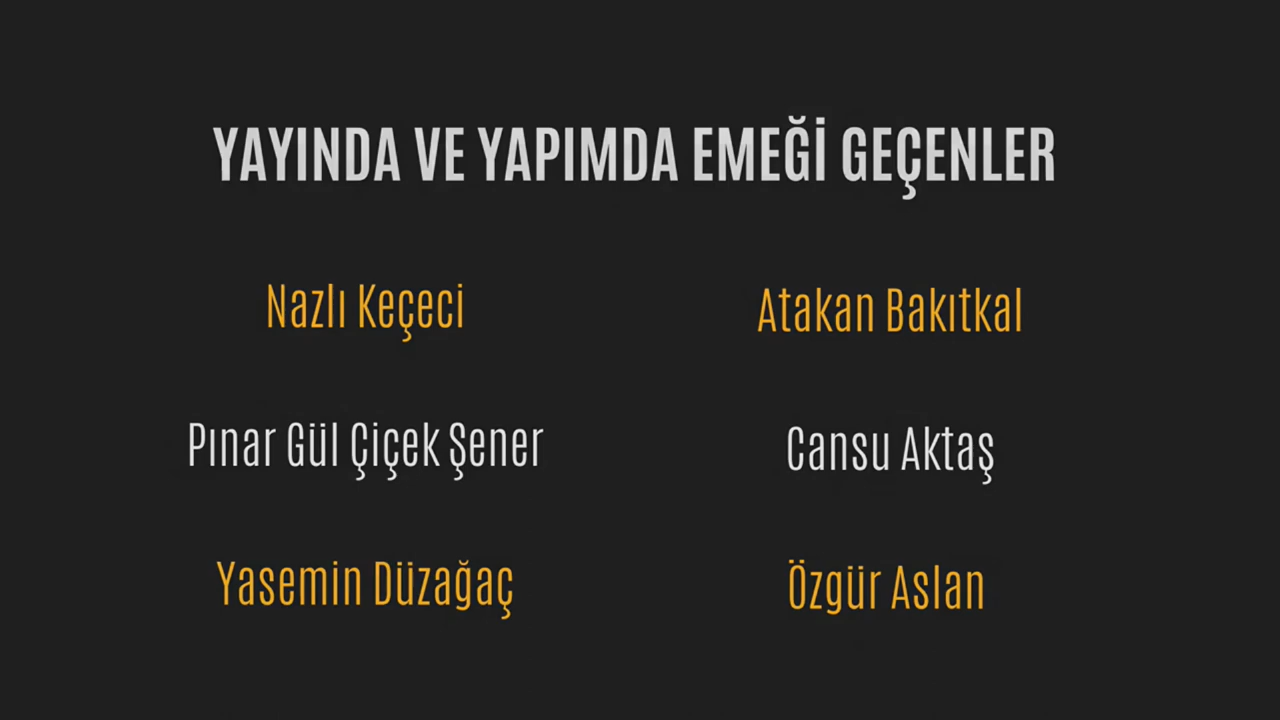 YAYINDA VE YAPIMDA EMEĞİ GEÇENLER
Nazlı Keçeci
Atakan Bakıtkal
Pınar Gül Çiçek Şener
Cansu Aktaş
Yasemin Düzağaç
Özgür Aslan